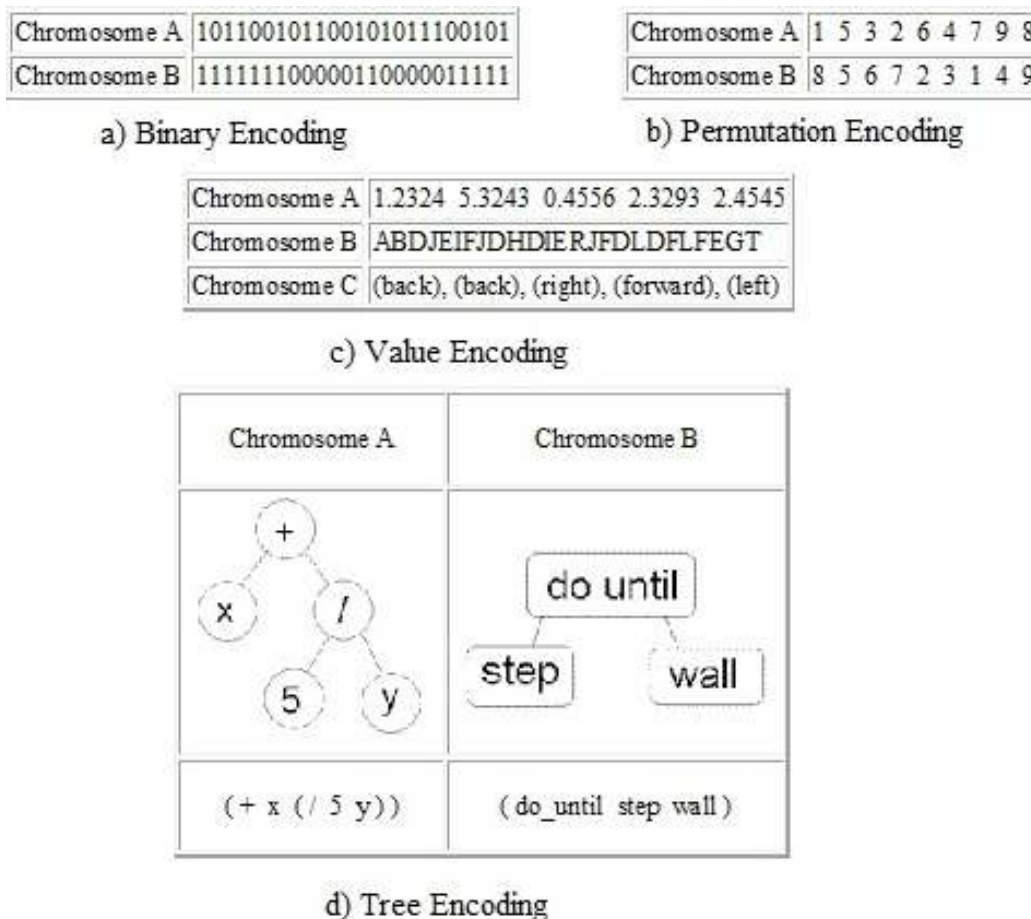 Chromosome A 101100101100101011100101
Chromosome B 111111100000110000011111
a) Binary Encoding
Chromosome A 1 5 3 2 6 4 7 9 8
Chromosome B 8 5 6 7 2 3 1 4 9
b) Permutation Encoding
Chromosome A 1.2324 5.3243 0.4556 2.3293 2.4545
Chromosome B ABDJEIFJDHDIERJFDLDFLFEGT
Chromosome C (back), (back), (right), (forward), (left)
c) Value Encoding
Chromosome A Chromosome B
+
x /
5 y
do until
step wall
(+ x (/ 5 y)) (do_until step wall)
d) Tree Encoding